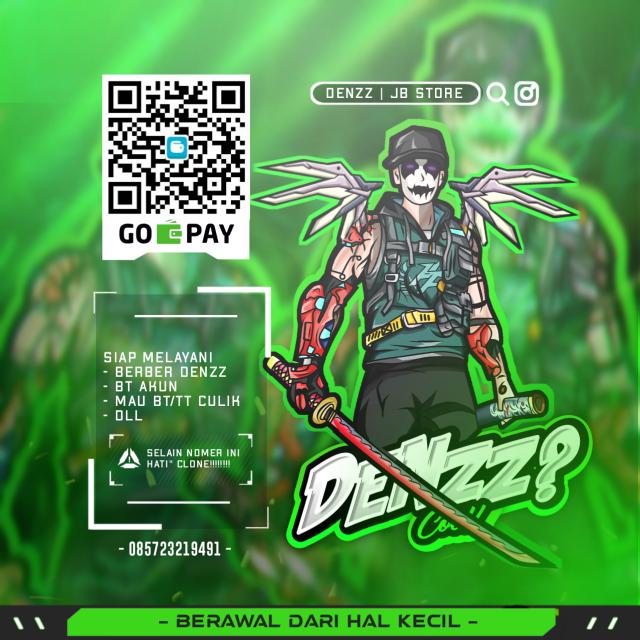 DENZZ | JB STORE
GO PAY
SIAP MELAYANI
- BERBER DENZZ
- BT AKUN
- MAU BT/TT CULIK
- DLL
SELAIN NOMER INI
HATI" CLONE!!!!!!!!
- 085723219491 -
DENZZ?
- BERAWAL DARI HAL KECIL -